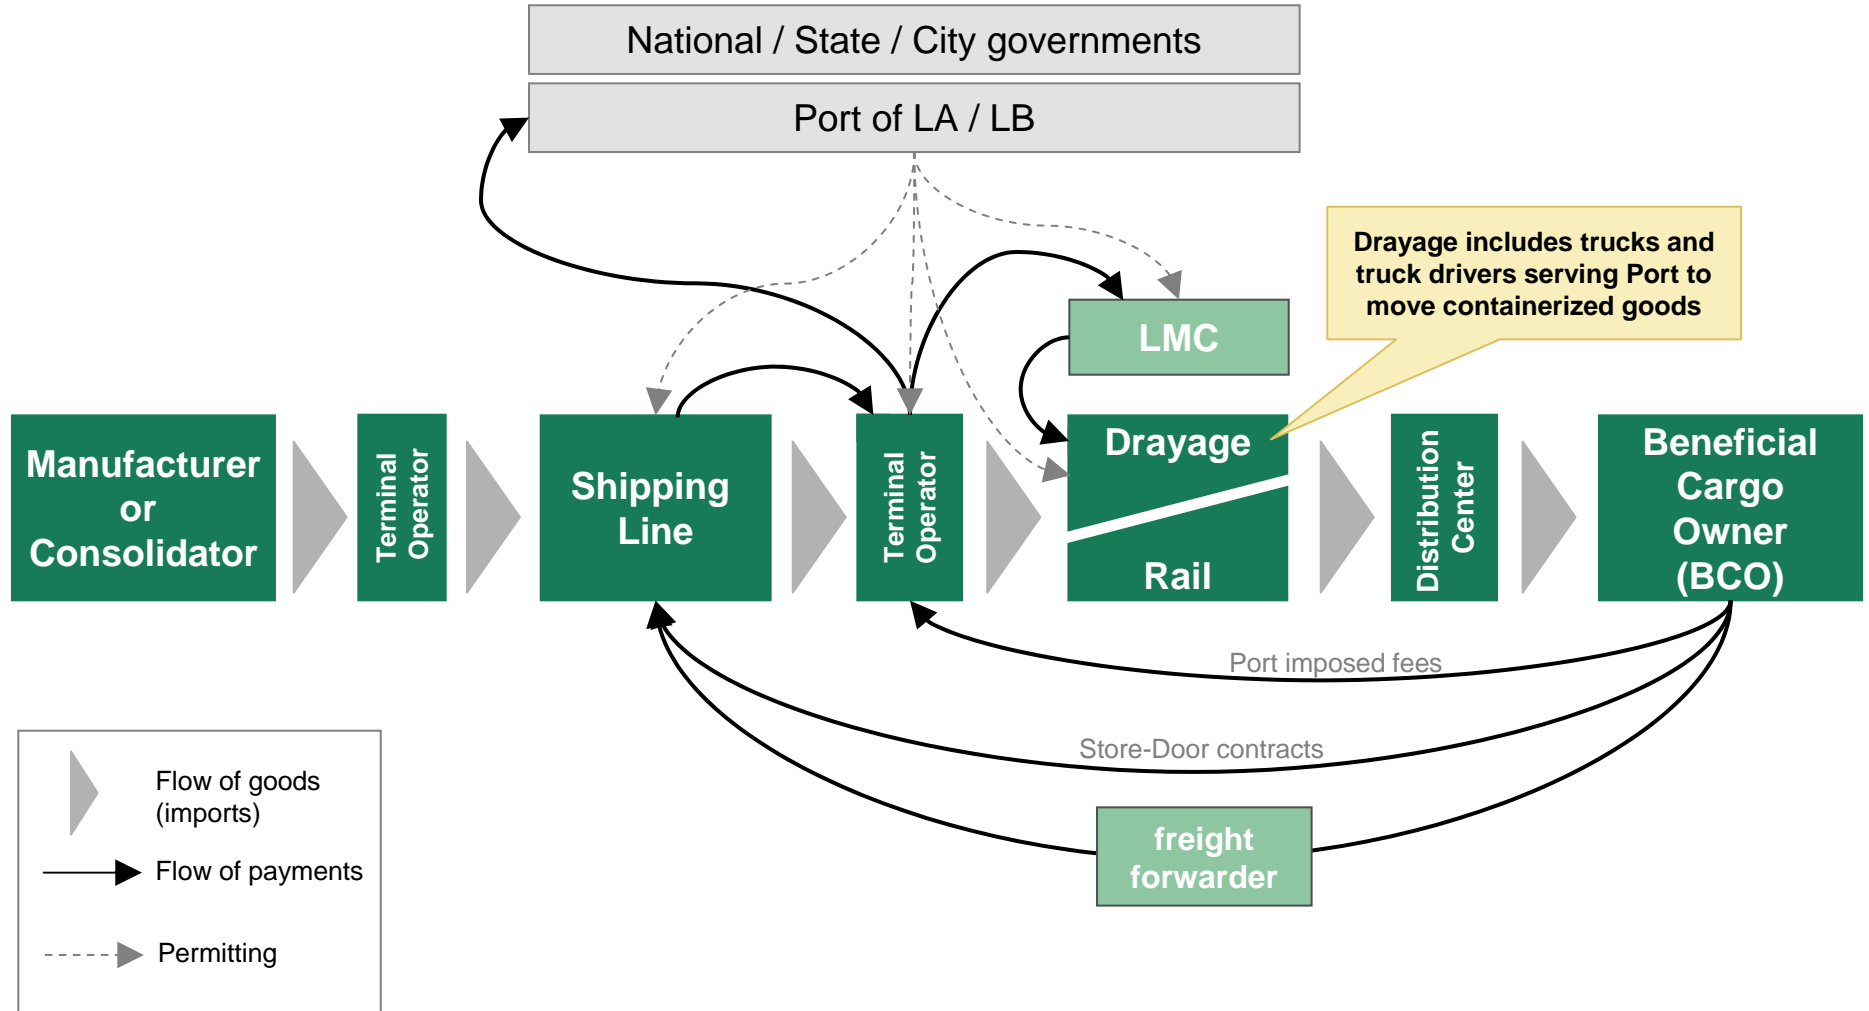 National / State / City governments
Port of LA / LB
Drayage includes trucks and
truck drivers serving Port to
move containerized goods
LMC
Manufacturer
or
Consolidator
Terminal
Operator
Shipping
Line
Terminal
Operator
Drayage
Rail
Distribution
Center
Beneficial
Cargo
Owner
(BCO)
Port imposed fees
Store-Door contracts
freight
forwarder
Flow of goods
(imports)
Flow of payments
Permitting